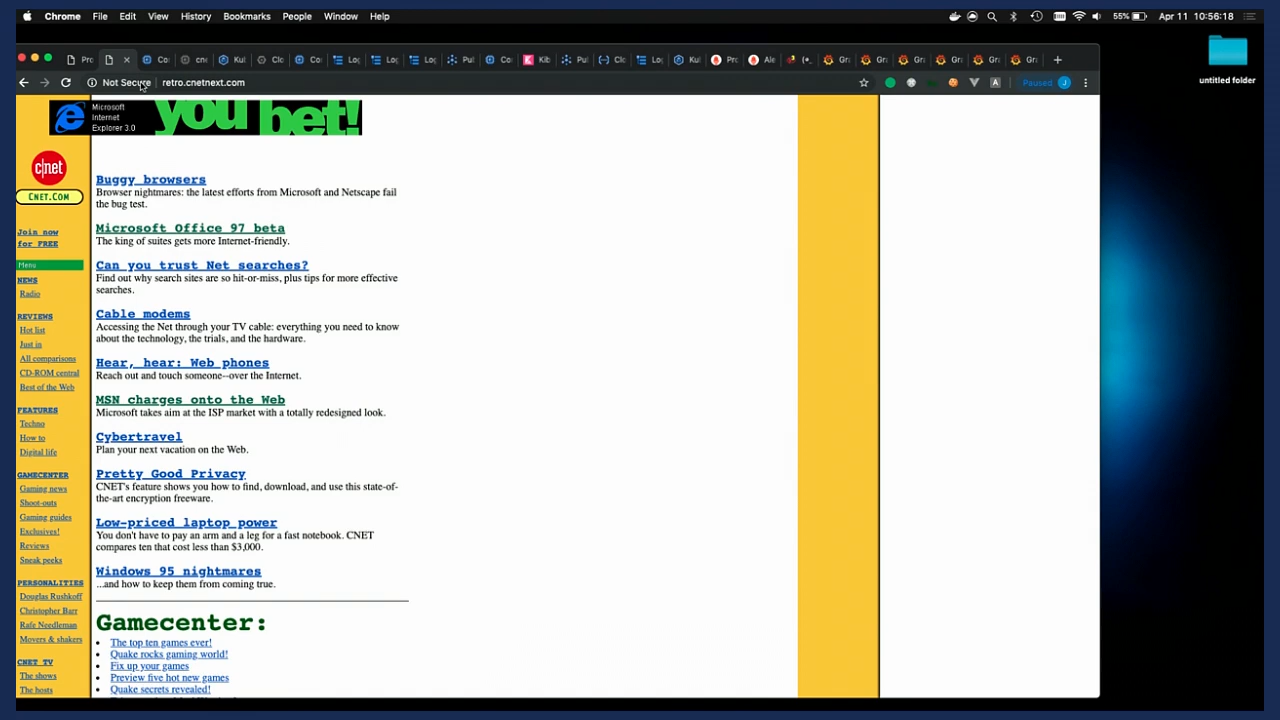 Chrome File Edit View History Bookmarks People Window Help
55% Apr 11 10:56:18
Not Secure retro.cnetnext.com
Paused J
untitled folder
Microsoft
Internet
Explorer 3.0
you bet!
c|net
CNET.COM
Join now
for FREE
Menu
NEWS
Radio
REVIEWS
Hot list
Just in
All comparisons
CD-ROM central
Best of the Web
FEATURES
Techno
How to
Digital life
GAMECENTER
Gaming news
Shoot-outs
Gaming guides
Exclusives!
Reviews
Sneak peeks
PERSONALITIES
Douglas Rushkoff
Christopher Barr
Rafe Needleman
Movers & shakers
CNET TV
The shows
The hosts
Buggy browsers
Browser nightmares: the latest efforts from Microsoft and Netscape fail
the bug test.
Microsoft Office 97 beta
The king of suites gets more Internet-friendly.
Can you trust Net searches?
Find out why search sites are so hit-or-miss, plus tips for more effective
searches.
Cable modems
Accessing the Net through your TV cable: everything you need to know
about the technology, the trials, and the hardware.
Hear, hear: Web phones
Reach out and touch someone--over the Internet.
MSN charges onto the Web
Microsoft takes aim at the ISP market with a totally redesigned look.
Cybertravel
Plan your next vacation on the Web.
Pretty Good Privacy
CNET's feature shows you how to find, download, and use this state-of-
the-art encryption freeware.
Low-priced laptop power
You don't have to pay an arm and a leg for a fast notebook. CNET
compares ten that cost less than $3,000.
Windows 95 nightmares
...and how to keep them from coming true.
Gamecenter:
The top ten games ever!
Quake rocks gaming world!
Fix up your games
Preview five hot new games
Quake secrets revealed!